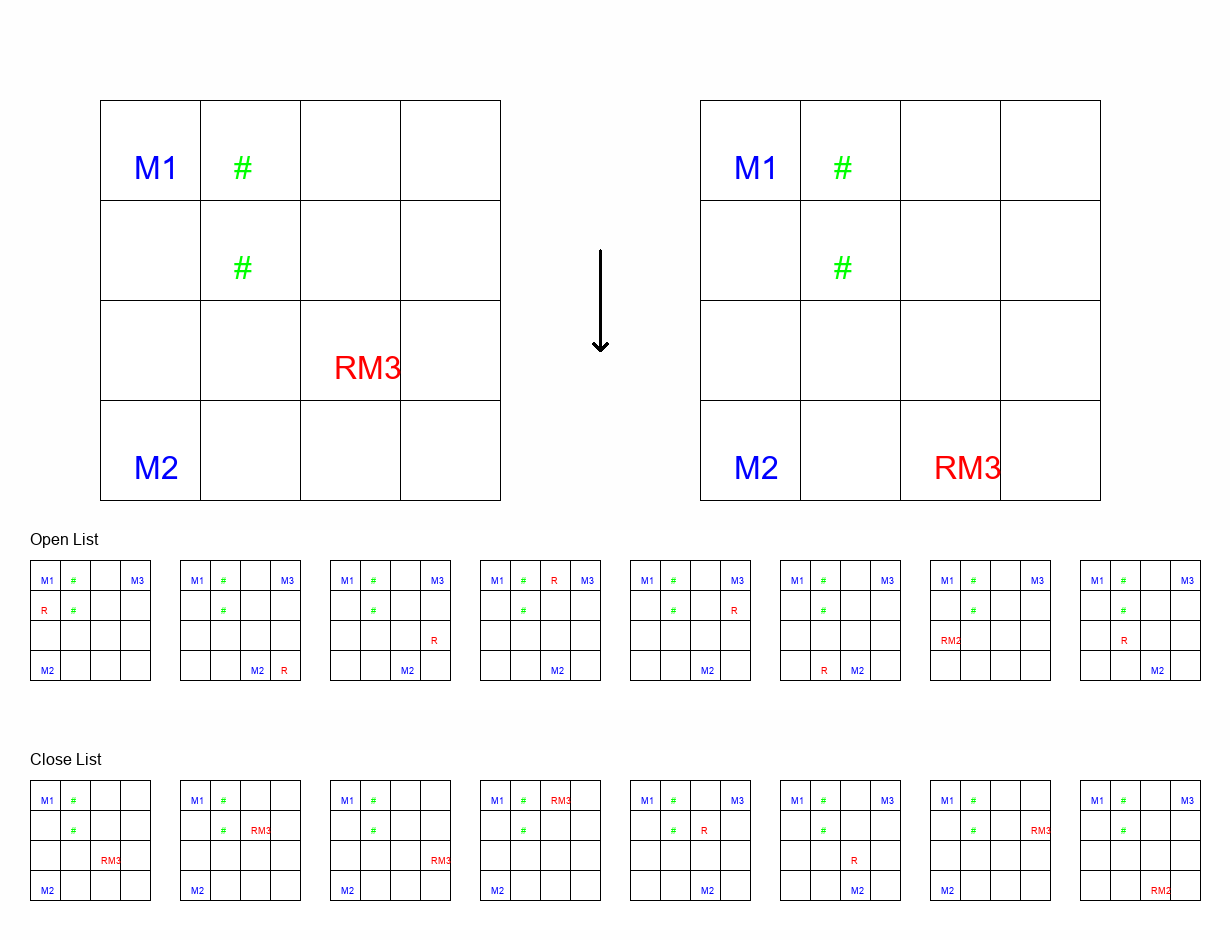 M1 # M1 #
# #
RM3
M2 M2 RM3
Open List
M1 # M3 M1 # M3 M1 # M3 M1 # R M3 M1 # M3 M1 # M3 M1 # M3 M1 # M3
R # # # # # R # # #
R RM2 R
M2 M2 R M2 M2 M2 R M2 M2
Close List
M1 # M1 # M1 # M1 # RM3 M1 # M3 M1 # M3 M1 # M1 # M3
# # RM3 # # # R # # RM3 #
RM3 RM3 R
M2 M2 M2 M2 M2 M2 M2 RM2